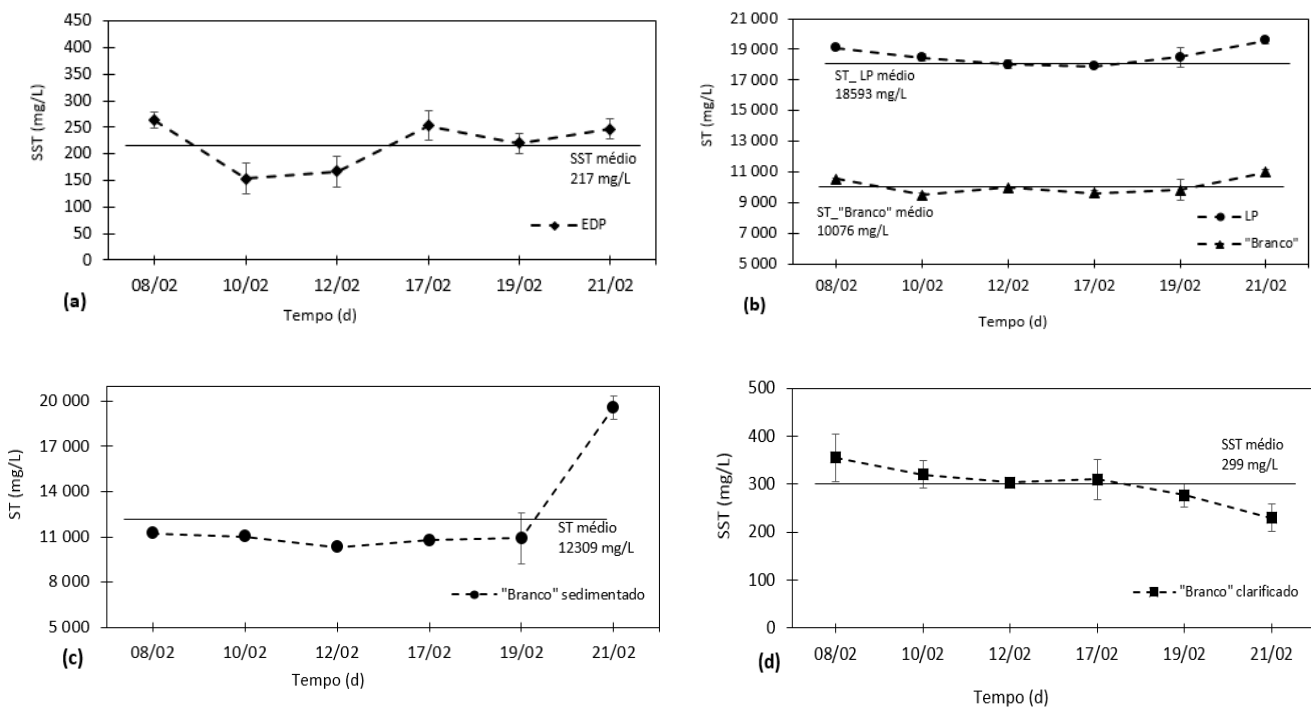 450
400
350
300
250
200
150
100
50
0
SST (mg/L)
SST médio
217 mg/L
EDP
08/02 10/02 12/02 17/02 19/02 21/02
(a)
Tempo (d)
21 000
19 000
17 000
15 000
13 000
11 000
9 000
7 000
5 000
ST (mg/L)
ST_ LP médio
18593 mg/L
ST_"Branco" médio
10076 mg/L
LP
"Branco"
08/02 10/02 12/02 17/02 19/02 21/02
(b)
Tempo (d)
20 000
17 000
14 000
11 000
8 000
5 000
ST (mg/L)
ST médio
12309 mg/L
"Branco" sedimentado
08/02 10/02 12/02 17/02 19/02 21/02
(c)
Tempo (d)
500
400
300
200
100
0
SST (mg/L)
SST médio
299 mg/L
"Branco" clarificado
08/02 10/02 12/02 17/02 19/02 21/02
(d)
Tempo (d)